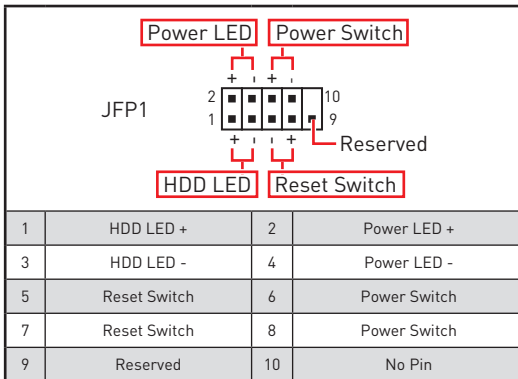 Power LED Power Switch
+ - + -
JFP1
2 10
1 9
+ - - +
Reserved
HDD LED Reset Switch
1 HDD LED + 2 Power LED +
3 HDD LED - 4 Power LED -
5 Reset Switch 6 Power Switch
7 Reset Switch 8 Power Switch
9 Reserved 10 No Pin